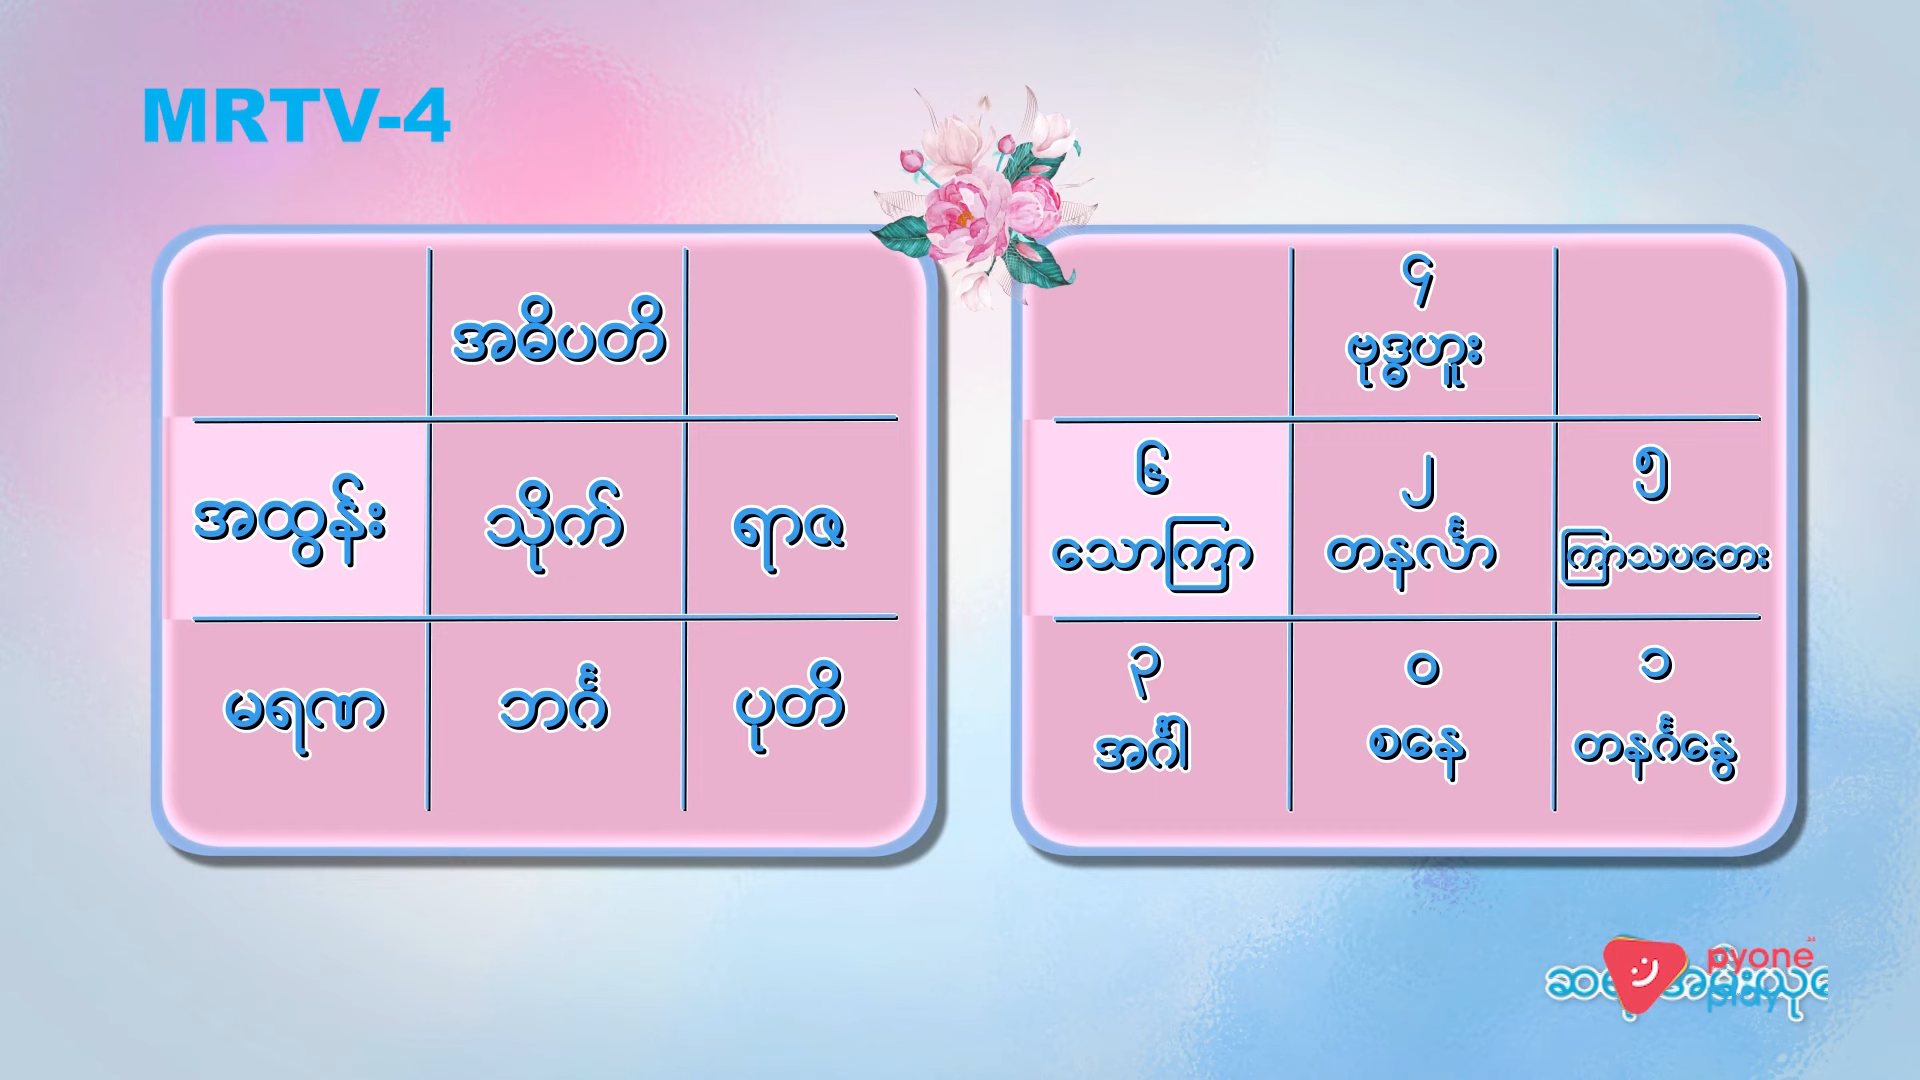 MRTV-4
အဓိပတိ
အထွန်း သိုက် ရာဇ
မရဏ ဘင်္ဂ ပုတိ
၄
ဗုဒ္ဓဟူး
၆ ၂ ၅
သောကြာ တနင်္လာ ကြာသပတေး
၃ ၀ ၁
အင်္ဂါ စနေ တနင်္ဂနွေ
pyone
play